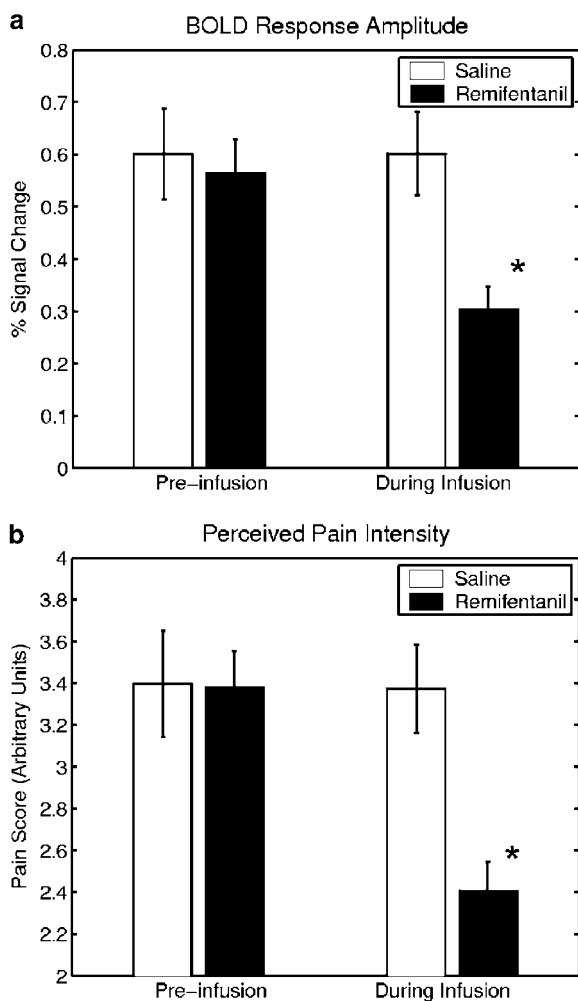 a
BOLD Response Amplitude
% Signal Change
0.8
0.7
0.6
0.5
0.4
0.3
0.2
0.1
0
Saline
Remifentanil
*
Pre-infusion
During Infusion
b
Perceived Pain Intensity
Pain Score (Arbitrary Units)
4
3.8
3.6
3.4
3.2
3
2.8
2.6
2.4
2.2
2
Saline
Remifentanil
*
Pre-infusion
During Infusion